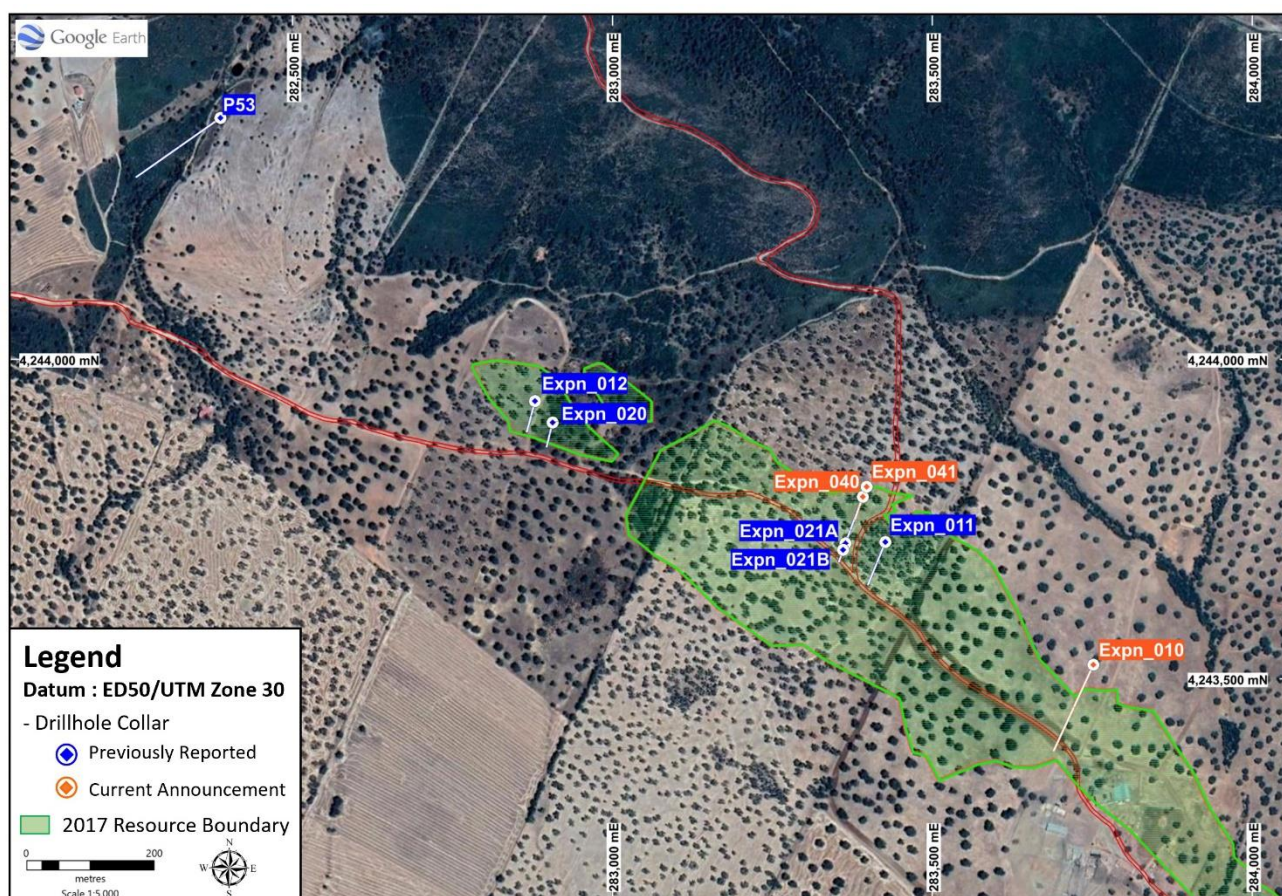 Google Earth
282,500 mE
283,000 mE
283,500 mE
284,000 mE
P53
4,244,000 mN
4,244,000 mN
Expn_012
Expn_020
Expn_041
Expn_040
Expn_021A
Expn_011
Expn_021B
Expn_010
4,243,500 mN
Legend
Datum : ED50/UTM Zone 30
- Drillhole Collar
Previously Reported
Current Announcement
2017 Resource Boundary
0 200
metres
Scale 1:5,000
N
W E
S
283,000 mE
283,500 mE
284,000 mE